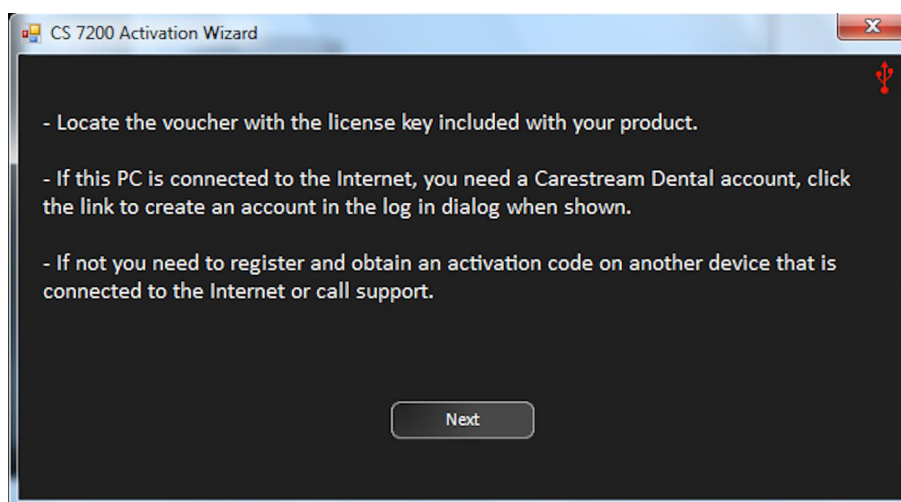 CS 7200 Activation Wizard
- Locate the voucher with the license key included with your product.
- If this PC is connected to the Internet, you need a Carestream Dental account, click
the link to create an account in the log in dialog when shown.
- If not you need to register and obtain an activation code on another device that is
connected to the Internet or call support.
Next